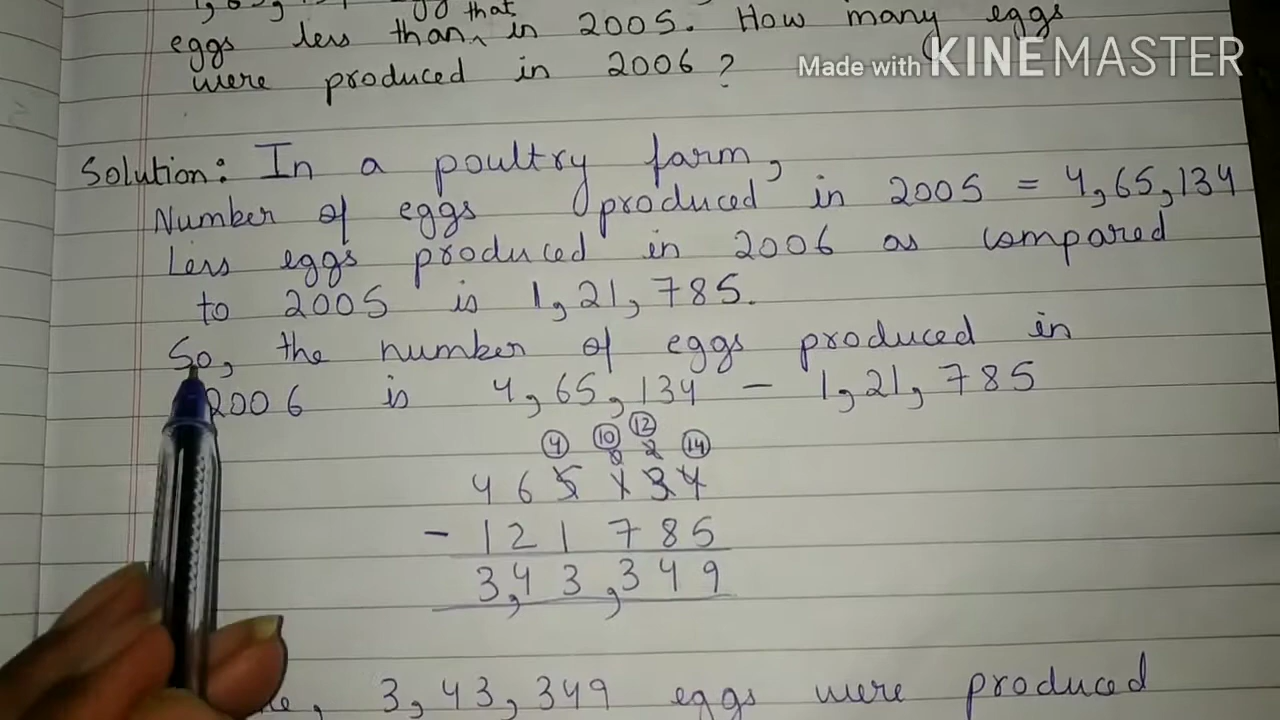 that
eggs less than in 2005. How many eggs
were produced in 2006 ?
Made with KINEMASTER
Solution: In a poultry farm,
Number of eggs produced in 2005 = 4,65,134
Less eggs produced in 2006 as compared
to 2005 is 1,21,785.
So, the number of eggs produced in
2006 is 4,65,134 - 1,21,785
4 10 12 14
0 2
4 6 5 1 3 4
- 1 2 1 7 8 5
3,4 3,3 4 9
3,43,349 eggs were produced